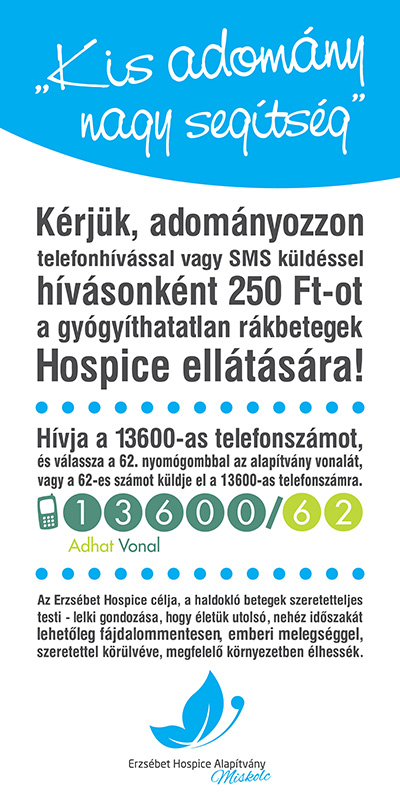 „Kis adomány
nagy segítség”
Kérjük, adományozzon
telefonhívással vagy SMS küldéssel
hívásonként 250 Ft-ot
a gyógyíthatatlan rákbetegek
Hospice ellátására!
Hívja a 13600-as telefonszámot,
és válassza a 62. nyomógombbal az alapítvány vonalát,
vagy a 62-es számot küldje el a 13600-as telefonszámra.
13600/62
Adhat Vonal
Az Erzsébet Hospice célja, a haldokló betegek szeretetteljes
testi - lelki gondozása, hogy életük utolsó, nehéz időszakát
lehetőleg fájdalommentesen, emberi melegséggel,
szeretettel körülvéve, megfelelő környezetben élhessék.
Erzsébet Hospice Alapítvány
Miskolc